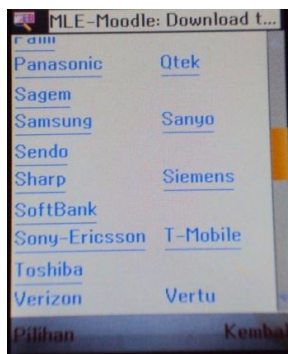 MLE-Moodle: Download t...
Palm
Panasonic Qtek
Sagem
Samsung Sanyo
Sendo
Sharp Siemens
SoftBank
Sony-Ericsson T-Mobile
Toshiba
Verizon Vertu
Pilihan Kembal